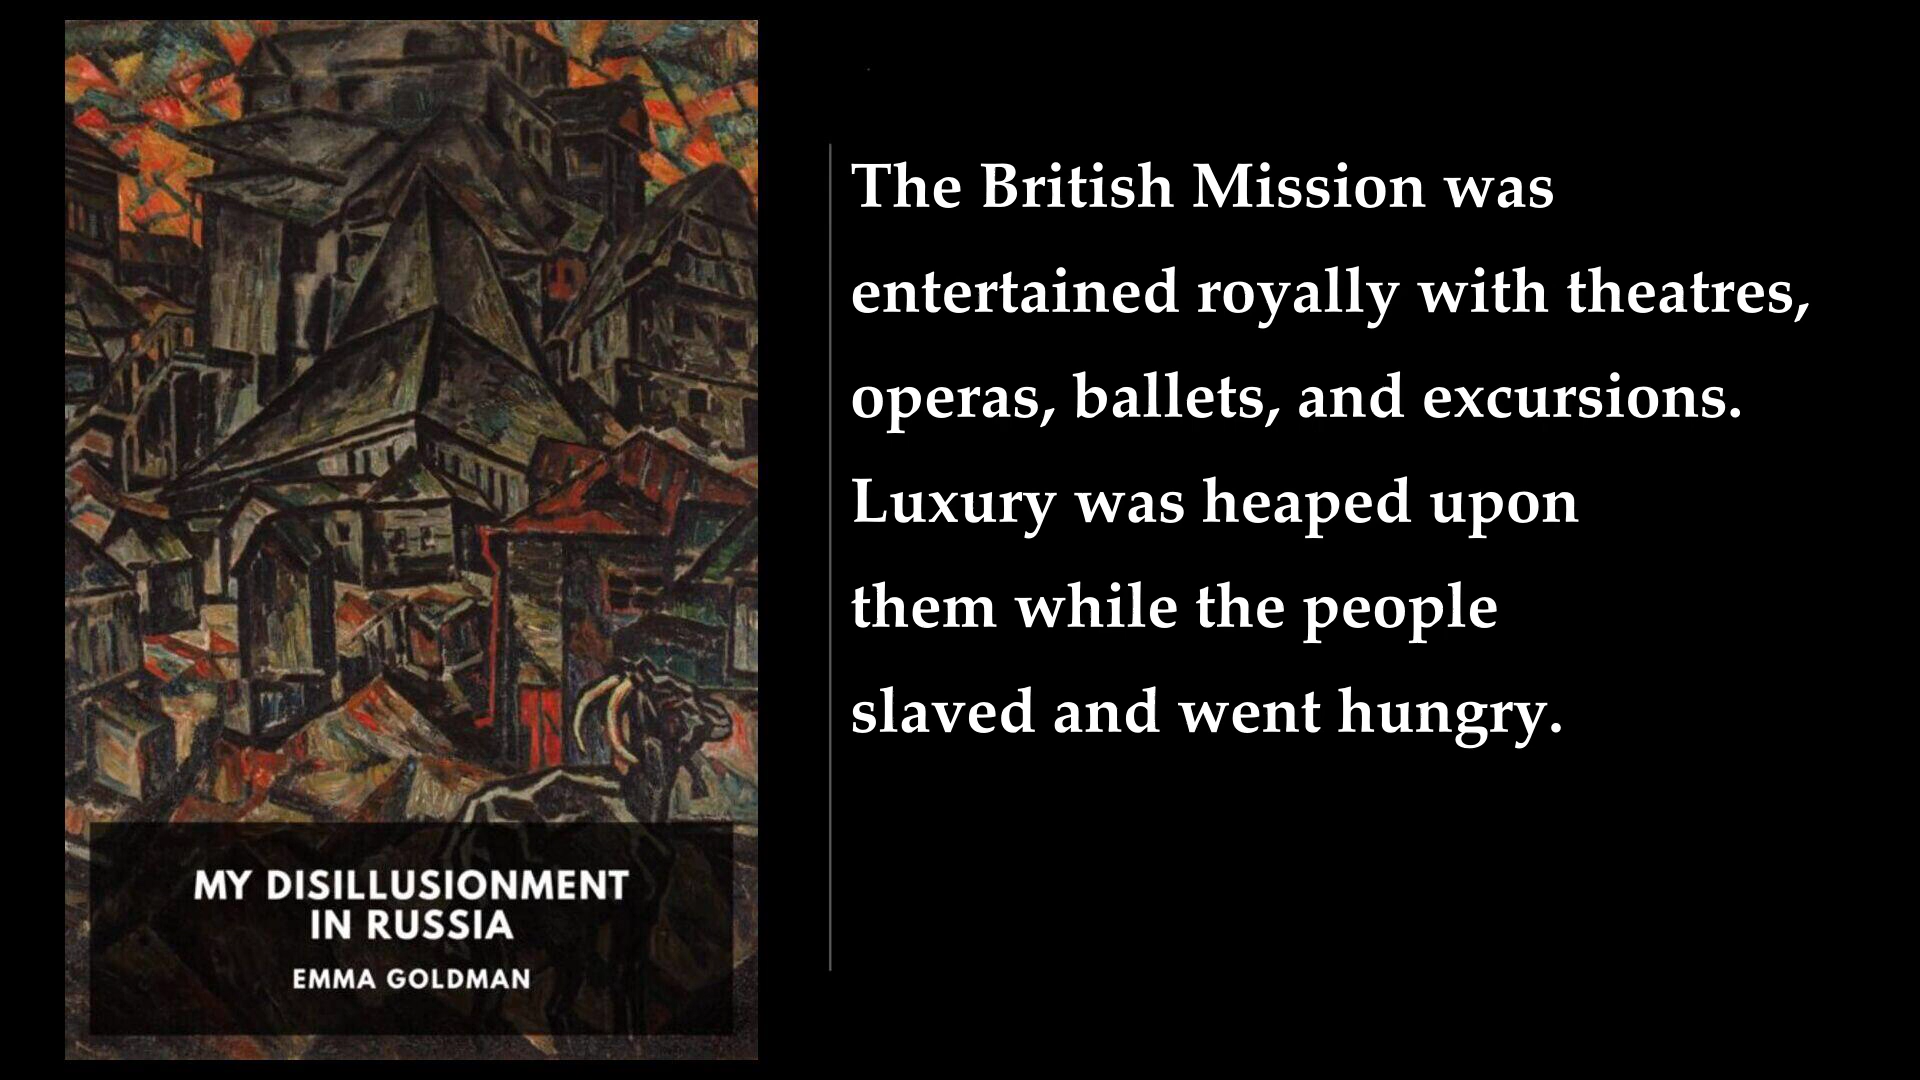 The British Mission was
entertained royally with theatres,
operas, ballets, and excursions.
Luxury was heaped upon
them while the people
slaved and went hungry.
MY DISILLUSIONMENT
IN RUSSIA
EMMA GOLDMAN